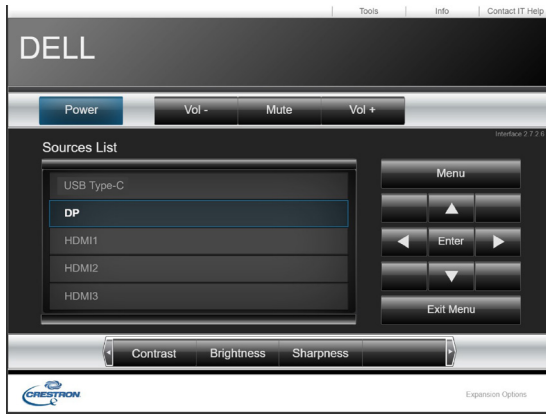 Tools Info Contact IT Help
DELL
Power Vol - Mute Vol +
Interface 2.7.2.6
Sources List
USB Type-C
DP
HDMI1
HDMI2
HDMI3
Menu
Enter
Exit Menu
Contrast Brightness Sharpness
CRESTRON
Expansion Options